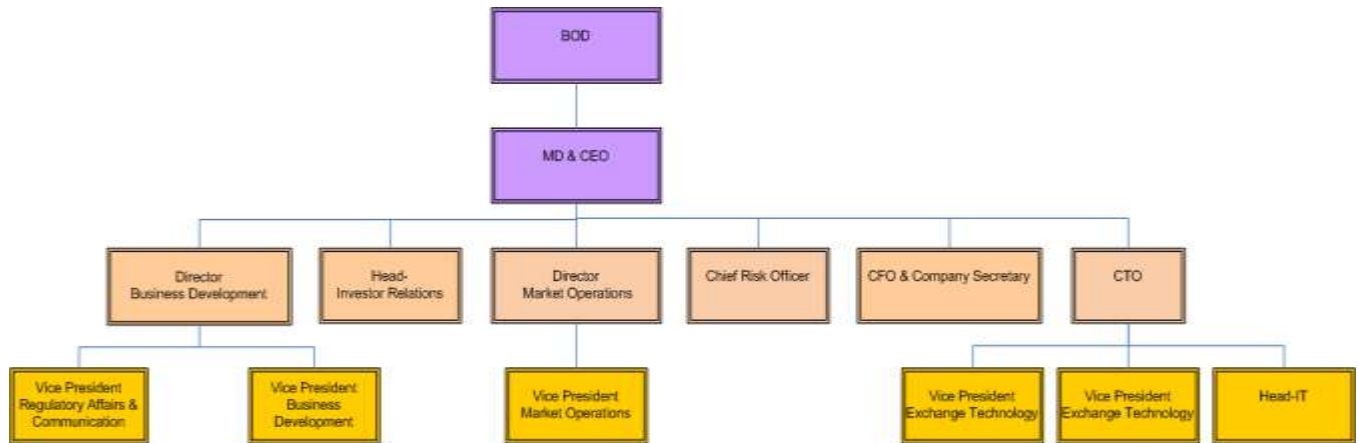 BOD
MD & CEO
Director
Business Development
Head-
Investor Relations
Director
Market Operations
Chief Risk Officer
CFO & Company Secretary
CTO
Vice President
Regulatory Affairs &
Communication
Vice President
Business
Development
Vice President
Market Operations
Vice President
Exchange Technology
Vice President
Exchange Technology
Head-IT